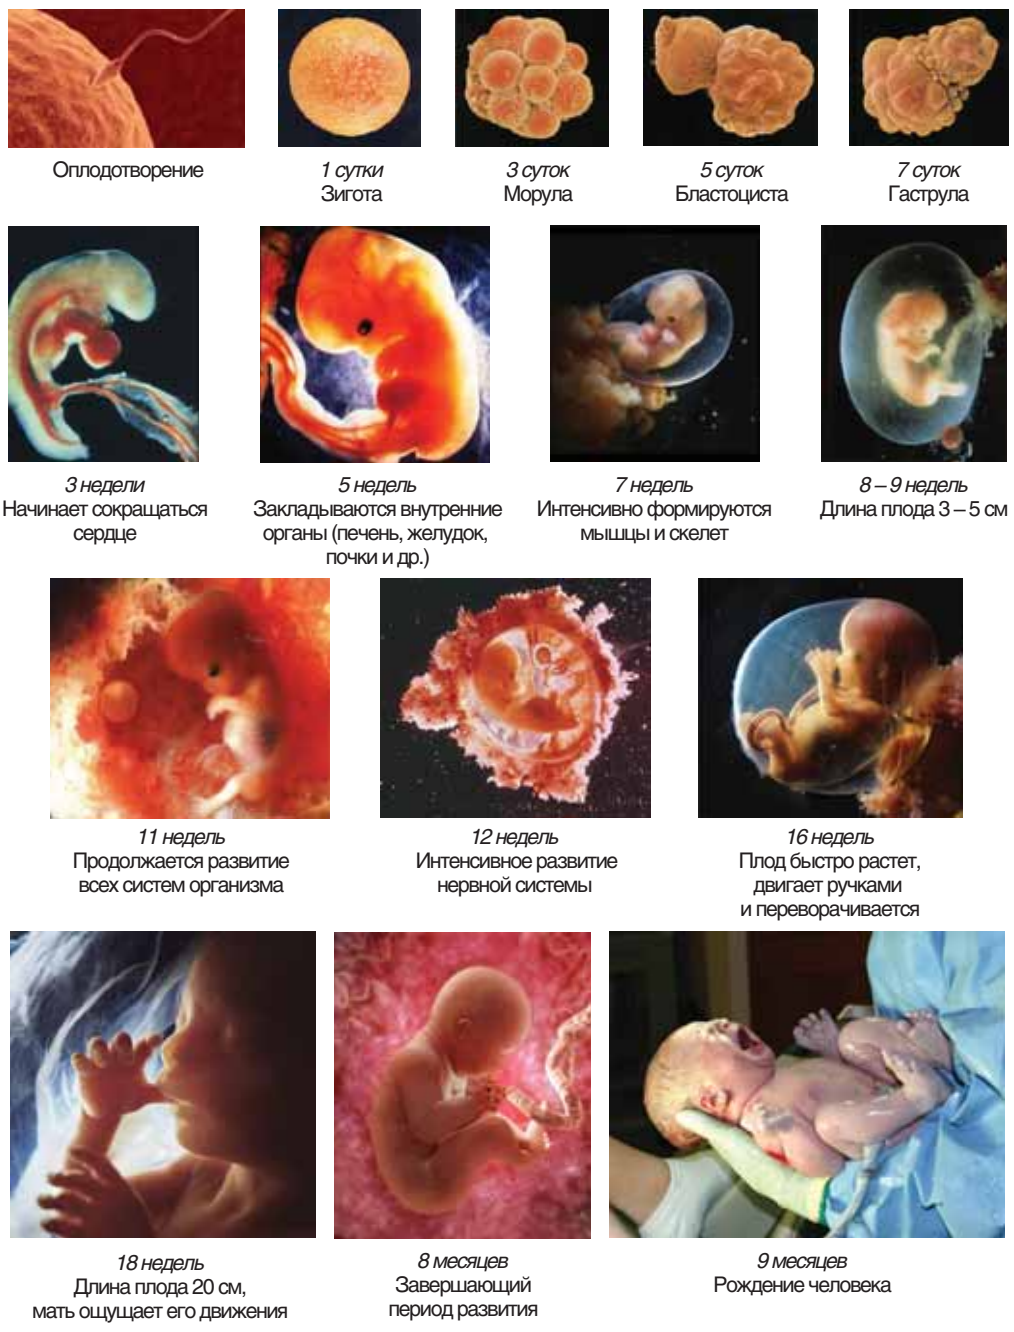 Оплодотворение
1 сутки
Зигота
3 суток
Морула
5 суток
Бластоциста
7 суток
Гаструла
3 недели
Начинает сокращаться
сердце
5 недель
Закладываются внутренние
органы (печень, желудок,
почки и др.)
7 недель
Интенсивно формируются
мышцы и скелет
8 – 9 недель
Длина плода 3 – 5 см
11 недель
Продолжается развитие
всех систем организма
12 недель
Интенсивное развитие
нервной системы
16 недель
Плод быстро растет,
двигает ручками
и переворачивается
18 недель
Длина плода 20 см,
мать ощущает его движения
8 месяцев
Завершающий
период развития
9 месяцев
Рождение человека